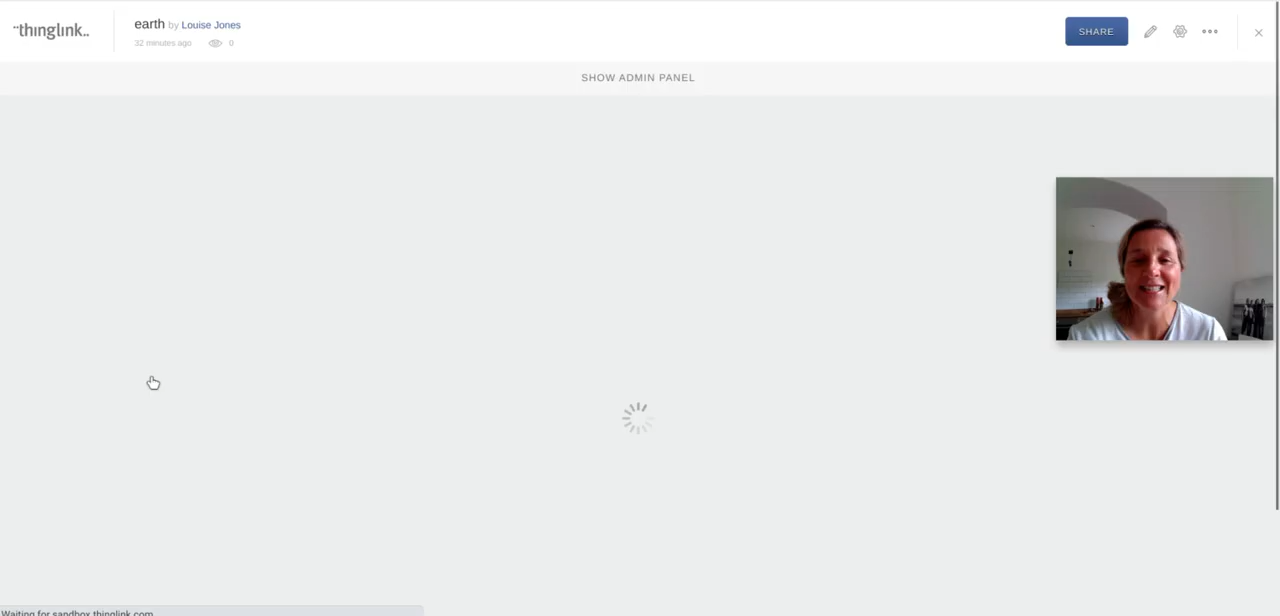 thinglink..
earth by Louise Jones
32 minutes ago 0
SHARE
SHOW ADMIN PANEL
Waiting for sandbox.thinglink.com